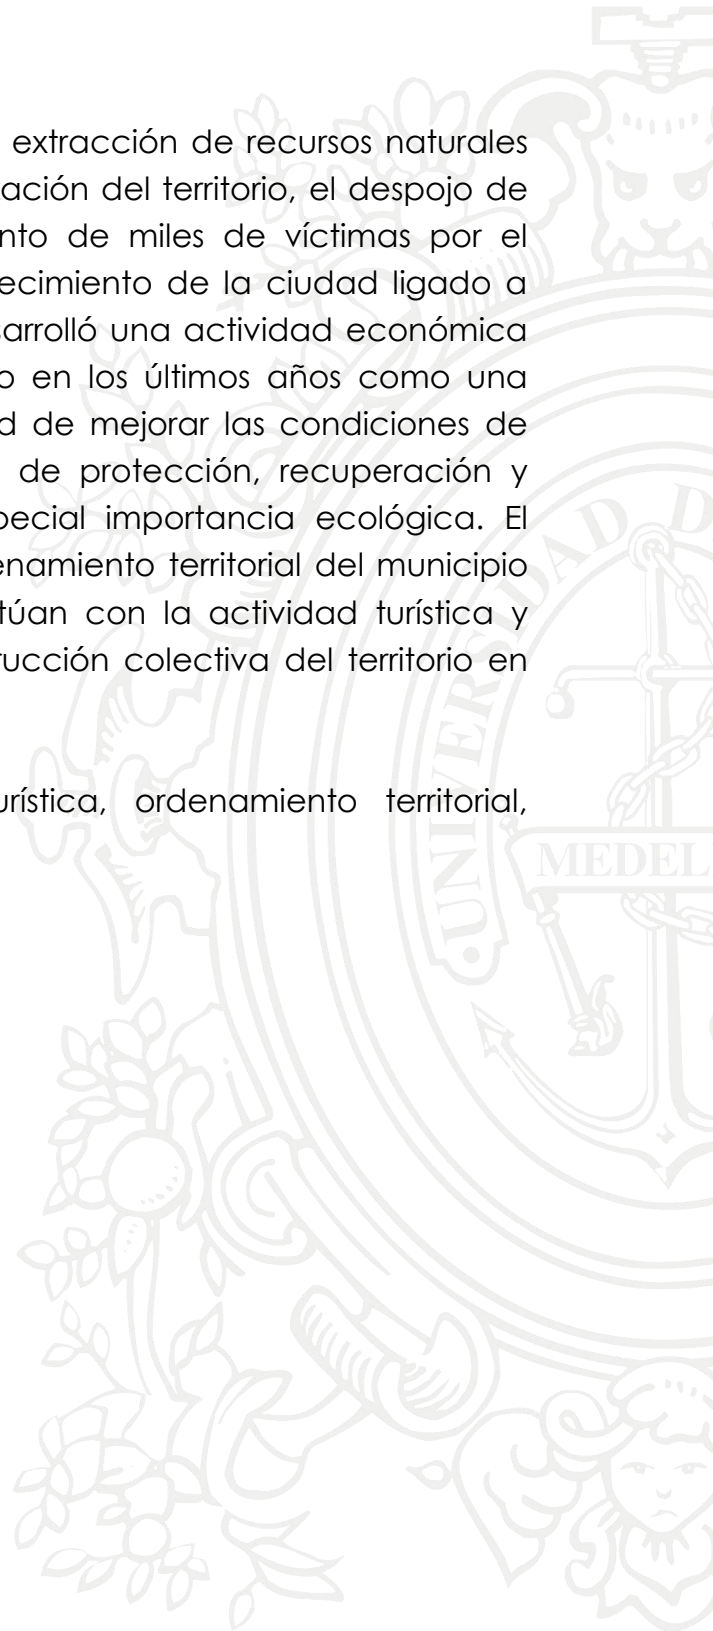 extracción de recursos naturales
ación del territorio, el despojo de
nto de miles de víctimas por el
ecimiento de la ciudad ligado a
sarrolló una actividad económica
o en los últimos años como una
d de mejorar las condiciones de
de protección, recuperación y
pecial importancia ecológica. El
enamiento territorial del municipio
túan con la actividad turística y
rucción colectiva del territorio en
urística, ordenamiento territorial,
UNIVERSIDAD D
MEDEL